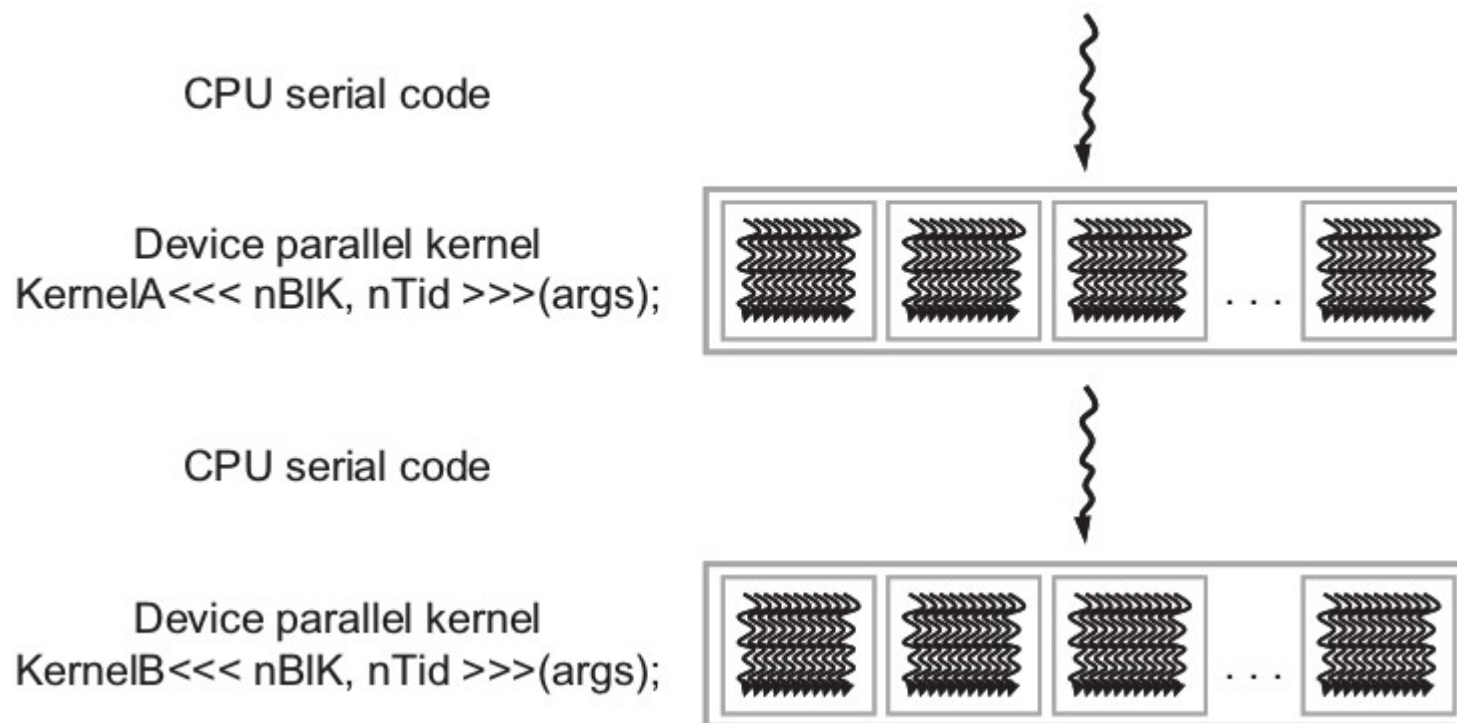 CPU serial code
Device parallel kernel
KernelA<<< nBlK, nTid >>>(args);
. . .
CPU serial code
Device parallel kernel
KernelB<<< nBlK, nTid >>>(args);
. . .